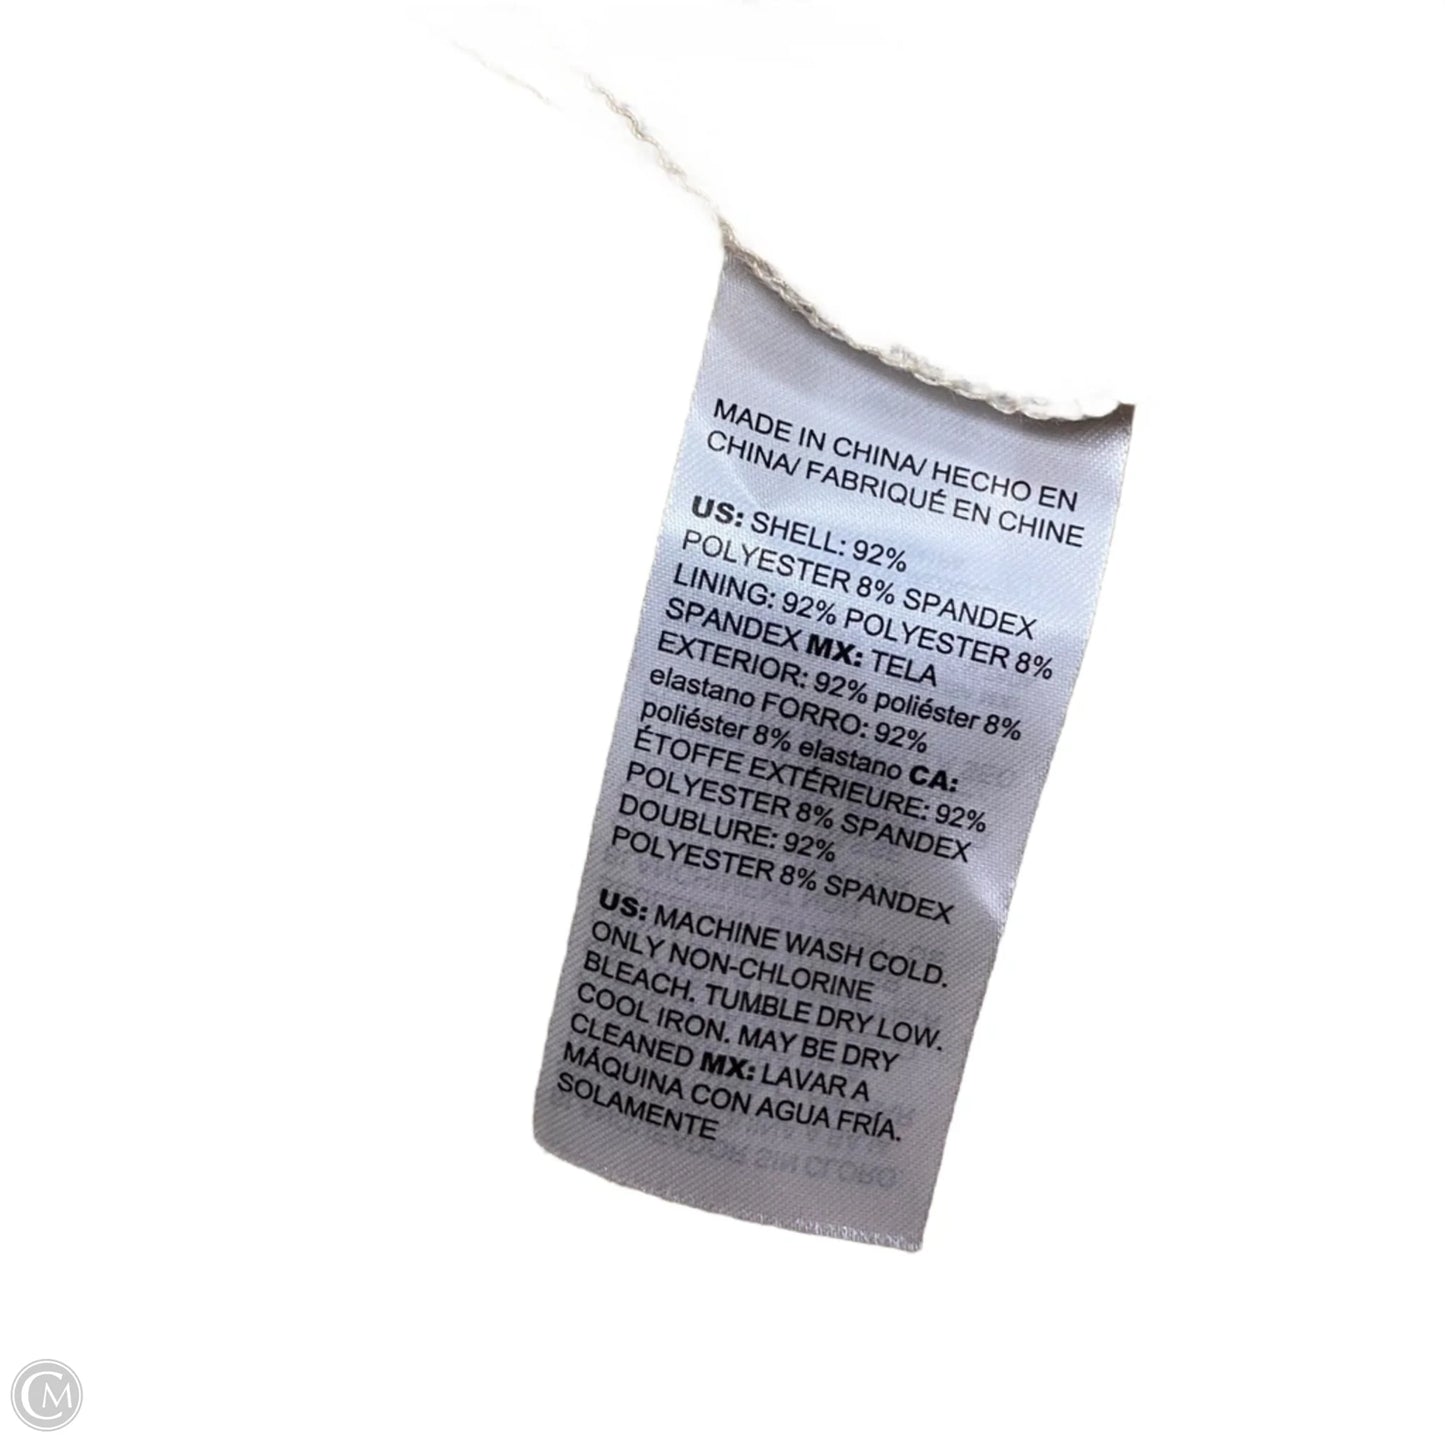 MADE IN CHINA/ HECHO EN
CHINA/ FABRIQUÉ EN CHINE
US: SHELL: 92%
POLYESTER 8% SPANDEX
LINING: 92% POLYESTER 8%
SPANDEX MX: TELA
EXTERIOR: 92% poliéster 8%
elastano FORRO: 92%
poliéster 8% elastano CA:
ÉTOFFE EXTÉRIEURE: 92%
POLYESTER 8% SPANDEX
DOUBLURE: 92%
POLYESTER 8% SPANDEX
US: MACHINE WASH COLD.
ONLY NON-CHLORINE
BLEACH. TUMBLE DRY LOW.
COOL IRON. MAY BE DRY
CLEANED MX: LAVAR A
MÁQUINA CON AGUA FRÍA.
SOLAMENTE
CM